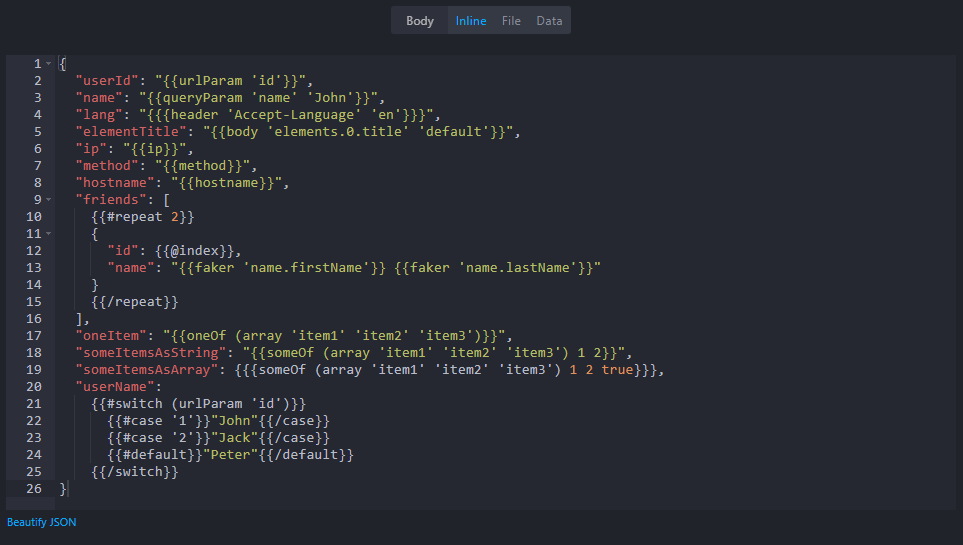 Body Inline File Data
1 {
2 "userId": "{{urlParam 'id'}}",
3 "name": "{{queryParam 'name' 'John'}}",
4 "lang": "{{{header 'Accept-Language' 'en'}}}",
5 "elementTitle": "{{body 'elements.0.title' 'default'}}",
6 "ip": "{{ip}}",
7 "method": "{{method}}",
8 "hostname": "{{hostname}}",
9 "friends": [
10 {{#repeat 2}}
11 {
12 "id": {{@index}},
13 "name": "{{faker 'name.firstName'}} {{faker 'name.lastName'}}"
14 }
15 {{/repeat}}
16 ],
17 "oneItem": "{{oneOf (array 'item1' 'item2' 'item3')}}",
18 "someItemsAsString": "{{someOf (array 'item1' 'item2' 'item3') 1 2}}",
19 "someItemsAsArray": {{{someOf (array 'item1' 'item2' 'item3') 1 2 true}}},
20 "userName":
21 {{#switch (urlParam 'id')}}
22 {{#case '1'}}"John"{{/case}}
23 {{#case '2'}}"Jack"{{/case}}
24 {{#default}}"Peter"{{/default}}
25 {{/switch}}
26 }
Beautify JSON